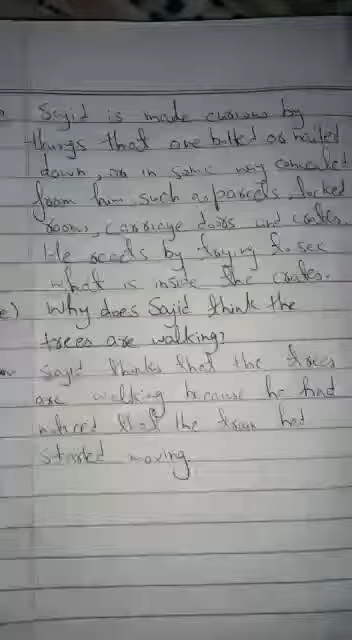 Sajid is made curious by
things that are bolted or nailed
down, or in some way concealed
from him such as parcels, locked
rooms, carriage doors and crates.
He reacts by trying to see
what is inside the crates.
e) Why does Sajid think the
trees are walking?
Sajid thinks that the trees
are walking because he had
noticed that the train had
started moving.